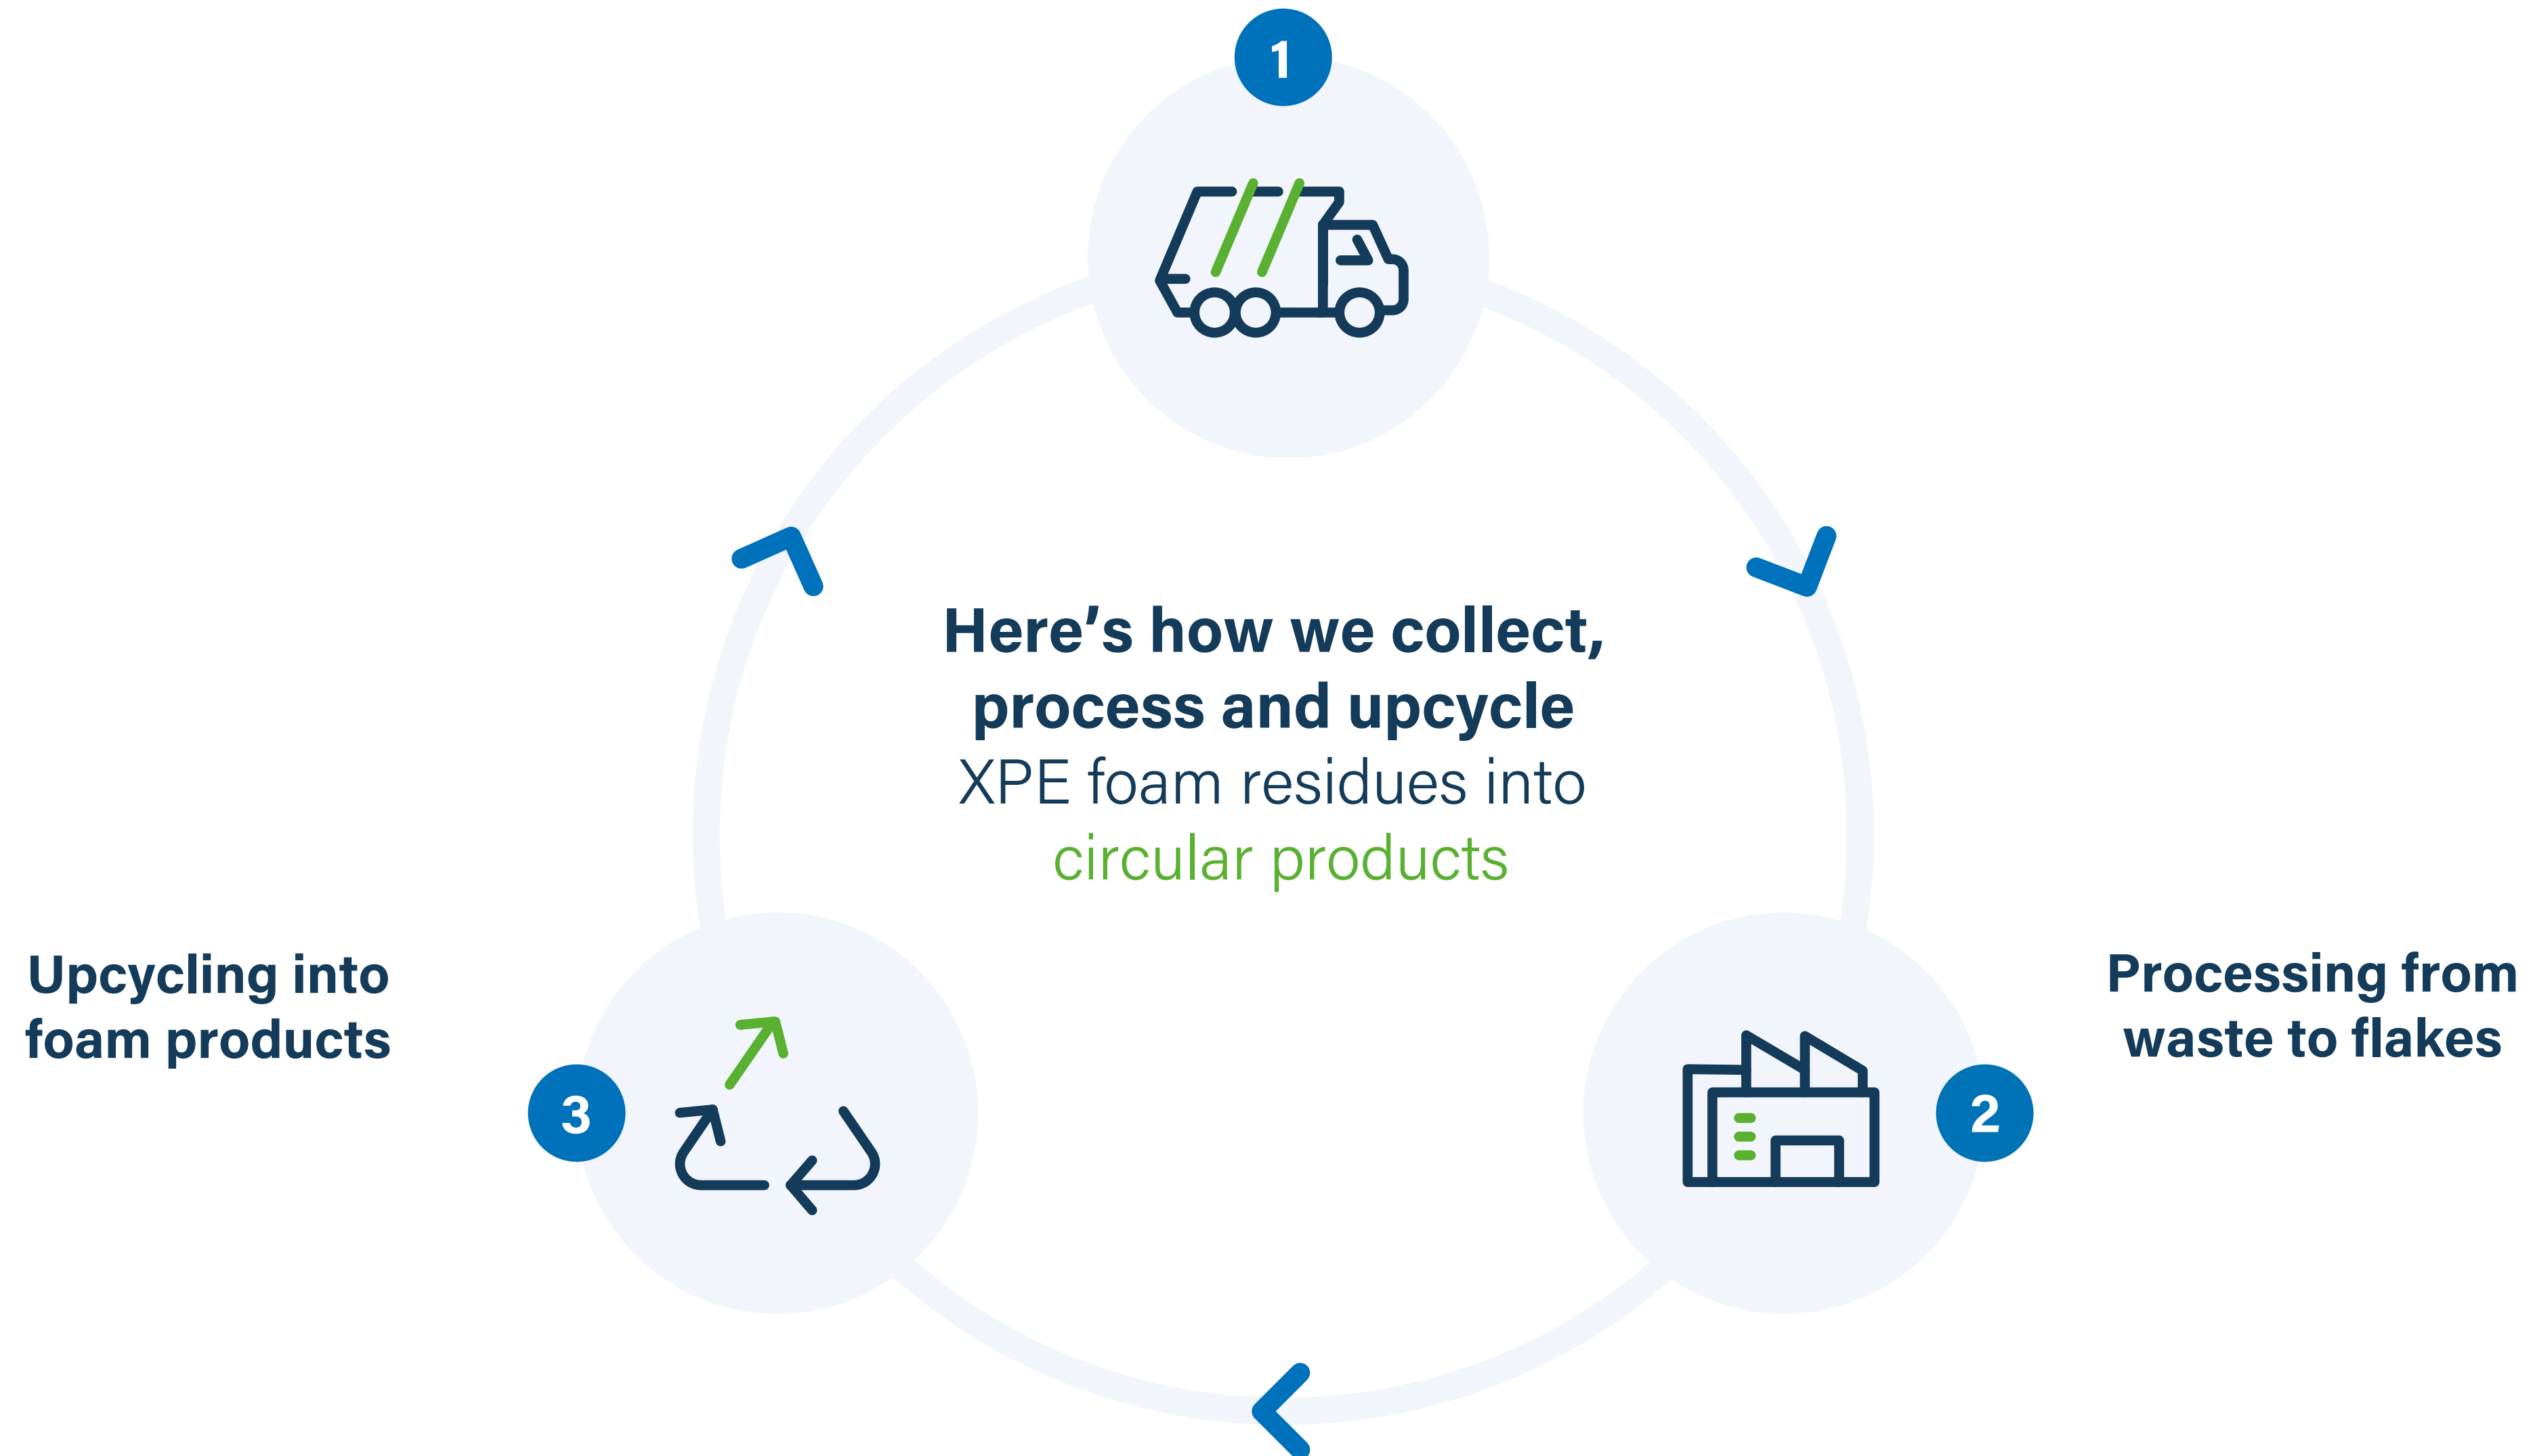 1
Here’s how we collect,
process and upcycle
XPE foam residues into
circular products
Processing from
waste to flakes
2
Upcycling into
foam products
3